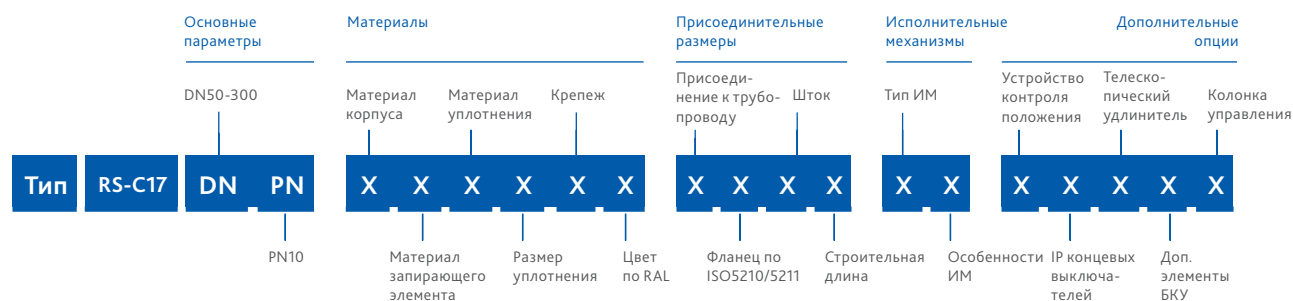 Основные
параметры
Материалы
Присоединительные
размеры
Исполнительные
механизмы
Дополнительные
опции
DN50-300
Материал
корпуса
Материал
уплотнения
Крепеж
Присоеди-
нение к трубо-
проводу
Шток
Тип ИМ
Устройство
контроля
положения
Телеско-
пический
удлинитель
Колонка
управления
Тип RS-C17 DN PN X X X X X X X X X X X X X X X X X
PN10
Материал
запирающего
элемента
Размер
уплотнения
Цвет
по RAL
Фланец по
ISO5210/5211
Строительная
длина
Особенности
ИМ
IP концевых
выключа-
телей
Доп.
элементы
БКУ